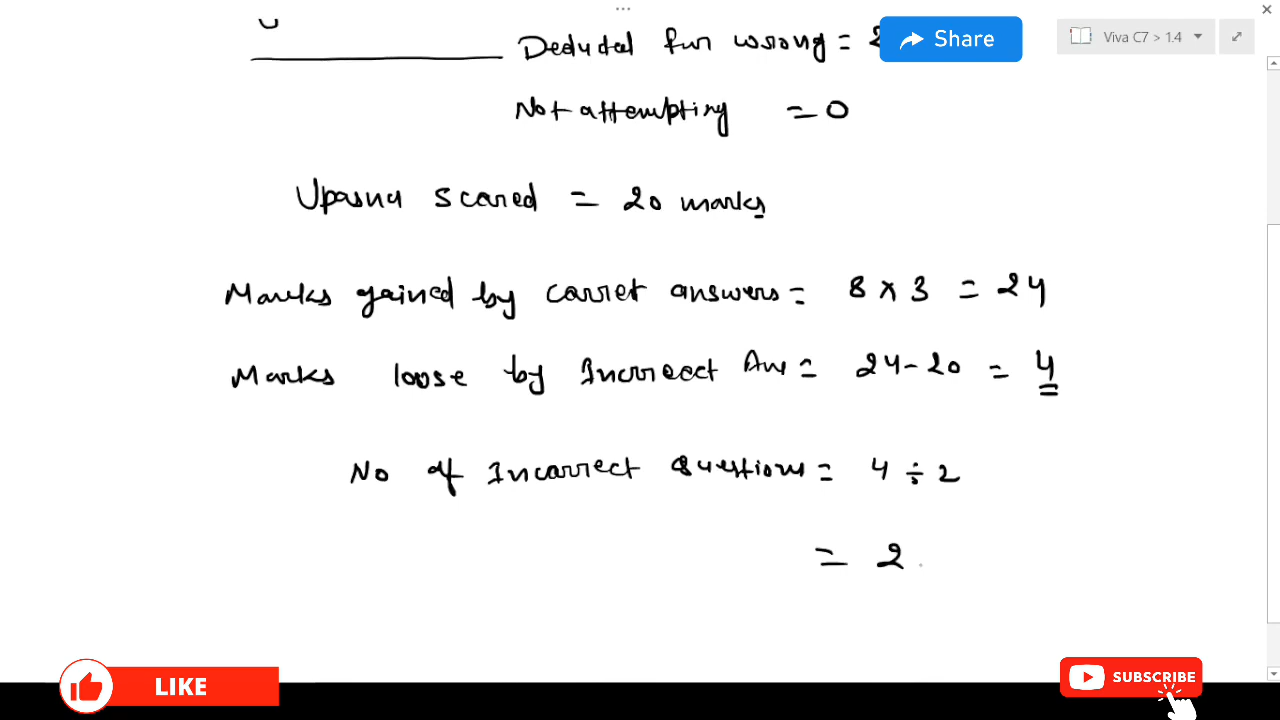 Deducted for wrong = 2
Share
Viva C7 > 1.4
Not attempting = 0
Upasna scared = 20 marks
Marks gained by carret answers = 8 × 3 = 24
Marks loose by Incorrect Ans = 24 - 20 = 4
No of Incorrect Questions = 4 ÷ 2
= 2
LIKE
SUBSCRIBE